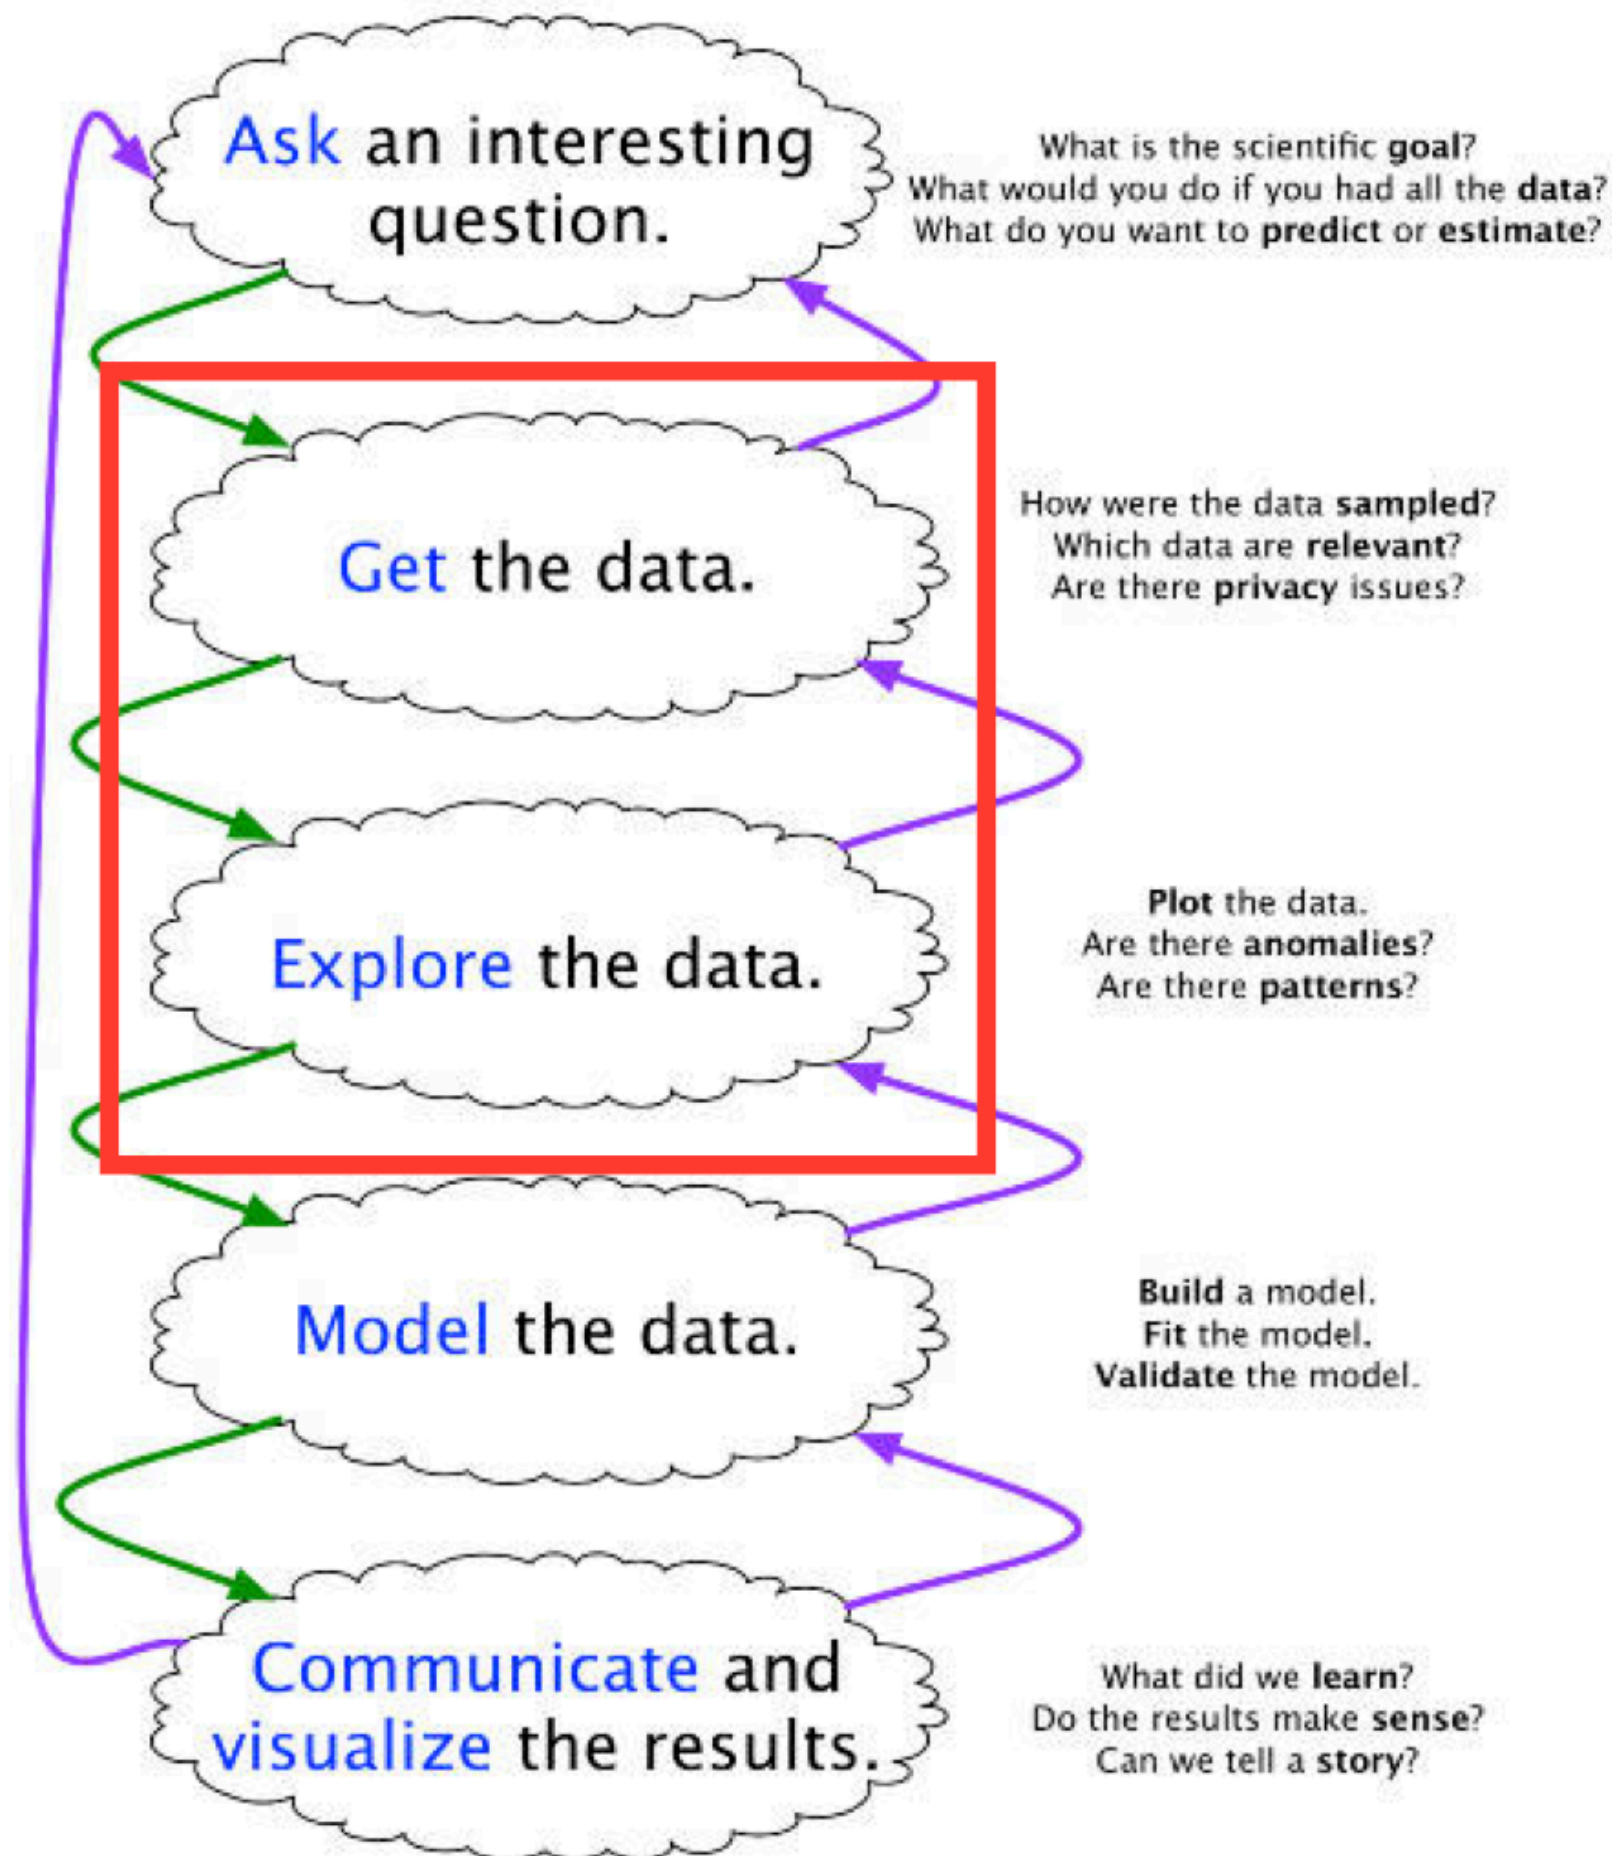 Ask an interesting
question.
What is the scientific goal?
What would you do if you had all the data?
What do you want to predict or estimate?
Get the data.
How were the data sampled?
Which data are relevant?
Are there privacy issues?
Explore the data.
Plot the data.
Are there anomalies?
Are there patterns?
Model the data.
Build a model.
Fit the model.
Validate the model.
Communicate and
visualize the results.
What did we learn?
Do the results make sense?
Can we tell a story?